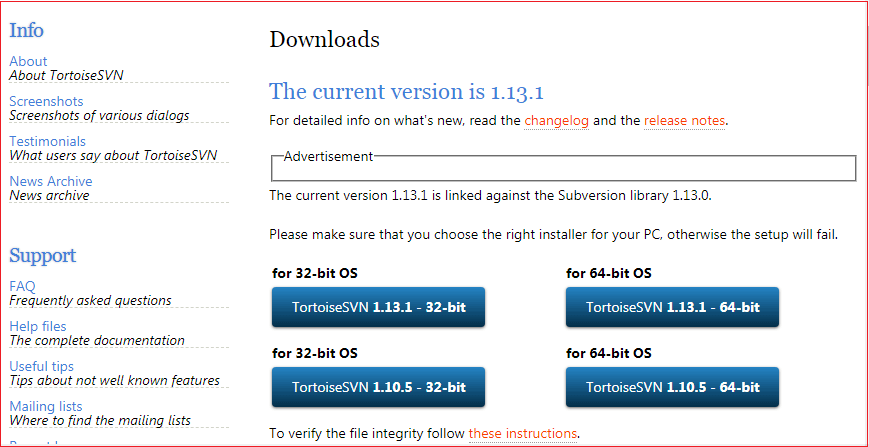 Info
About
About TortoiseSVN
Screenshots
Screenshots of various dialogs
Testimonials
What users say about TortoiseSVN
News Archive
News archive
Support
FAQ
Frequently asked questions
Help files
The complete documentation
Useful tips
Tips about not well known features
Mailing lists
Where to find the mailing lists
Downloads
The current version is 1.13.1
For detailed info on what's new, read the changelog and the release notes.
Advertisement
The current version 1.13.1 is linked against the Subversion library 1.13.0.
Please make sure that you choose the right installer for your PC, otherwise the setup will fail.
for 32-bit OS
for 64-bit OS
TortoiseSVN 1.13.1 - 32-bit
TortoiseSVN 1.13.1 - 64-bit
for 32-bit OS
for 64-bit OS
TortoiseSVN 1.10.5 - 32-bit
TortoiseSVN 1.10.5 - 64-bit
To verify the file integrity follow these instructions.